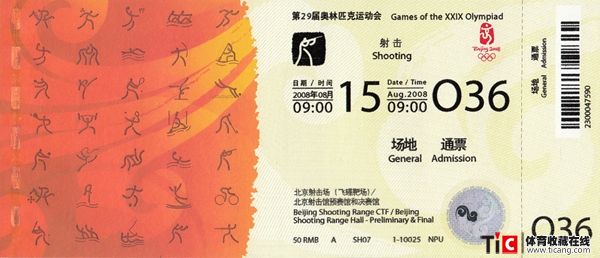 第29届奥林匹克运动会 Games of the XXIX Olympiad
射击
Shooting
Beijing 2008
日期 / 时间
2008年08月
09:00
15
Date / Time
Aug.2008
09:00
O36
场地 通票
General Admission
北京射击场（飞碟靶场）/
北京射击馆预赛馆和决赛馆
Beijing Shooting Range CTF / Beijing
Shooting Range Hall - Preliminary & Final
50 RMB A SH07 1-10025 NPU
场地 通票
General Admission
2300047590
O36
TiC 体育收藏在线
www.ticang.com